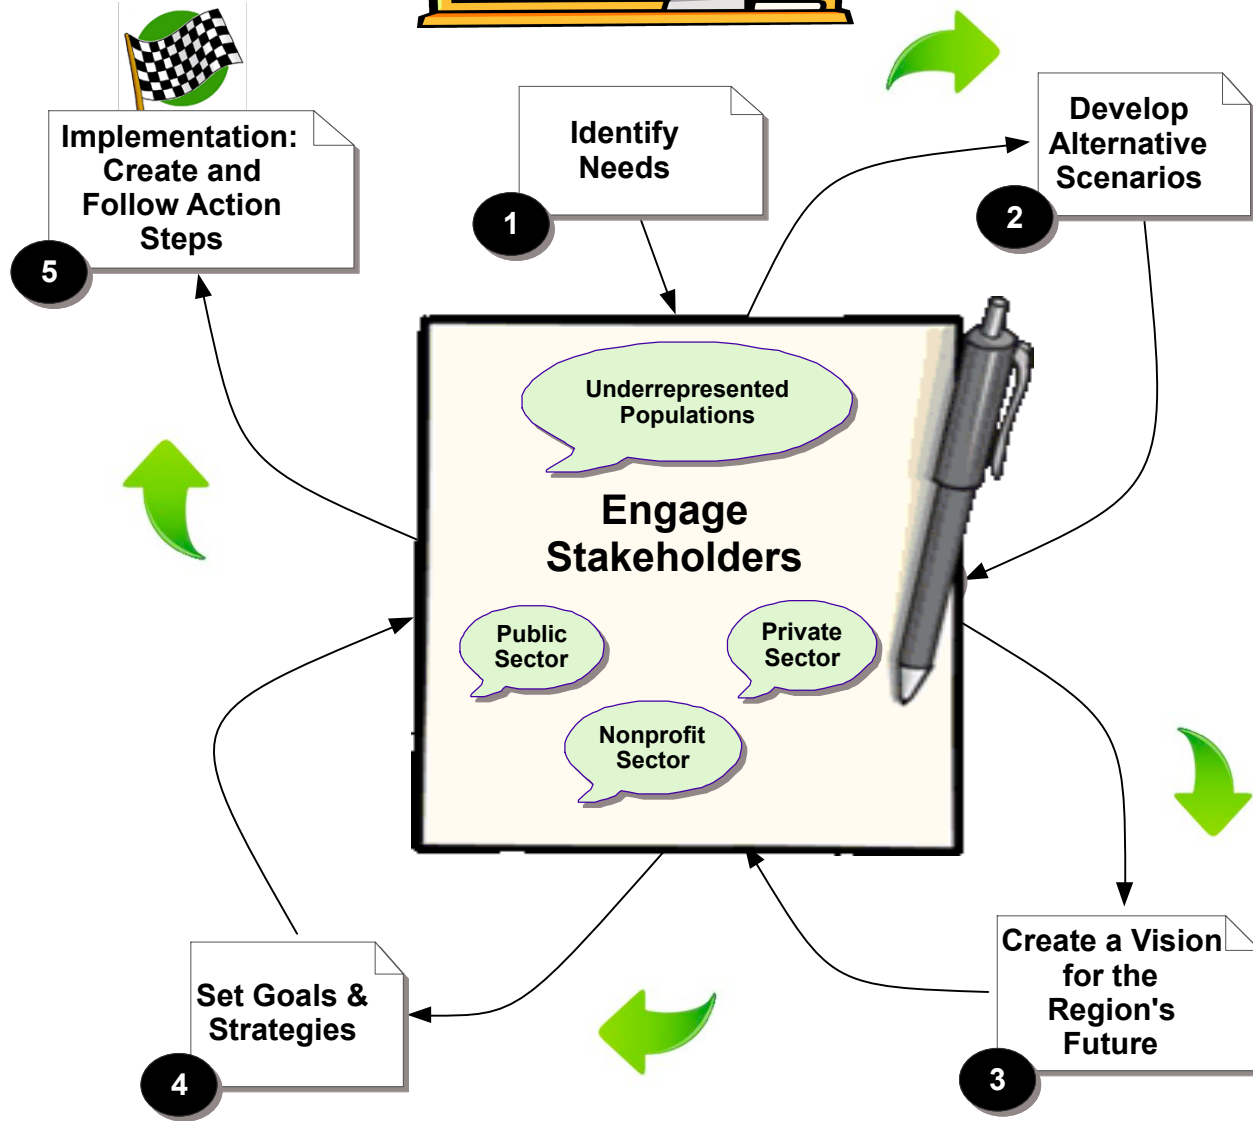 Implementation:
Create and
Follow Action
Steps
5
Identify
Needs
1
Develop
Alternative
Scenarios
2
Underrepresented
Populations
Engage
Stakeholders
Public
Sector
Private
Sector
Nonprofit
Sector
Set Goals &
Strategies
4
Create a Vision
for the
Region's
Future
3